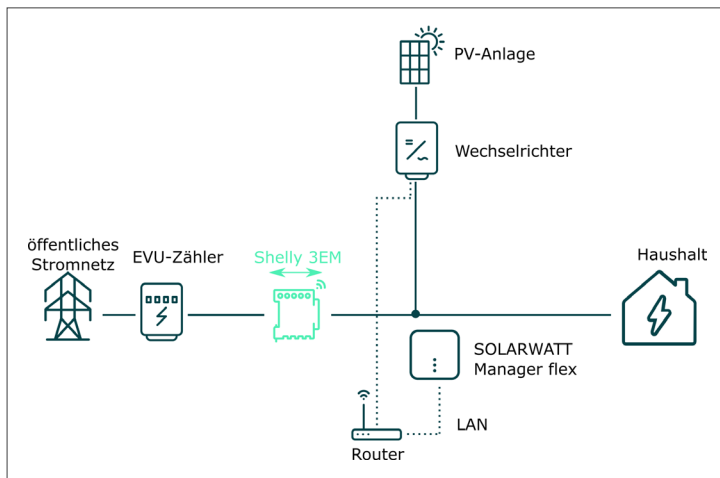 PV-Anlage
Wechselrichter
öffentliches
Stromnetz
EVU-Zähler
Shelly 3EM
Haushalt
SOLARWATT
Manager flex
LAN
Router